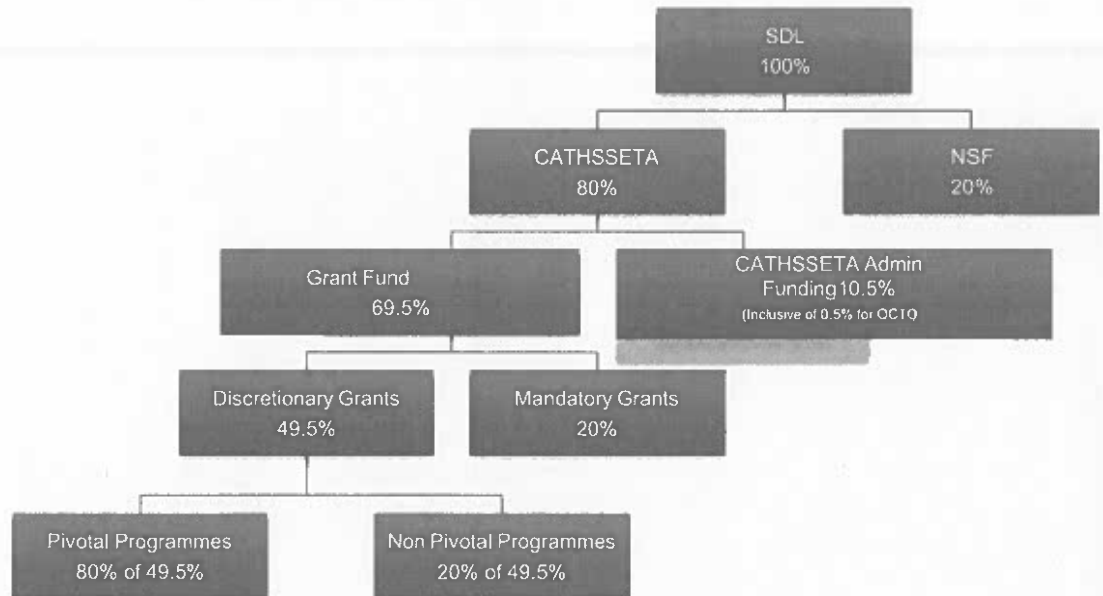 SDL
100%
CATHSSETA
80%
NSF
20%
Grant Fund
69.5%
CATHSSETA Admin
Funding 10.5%
(Inclusive of 0.5% for QCTO
Discretionary Grants
49.5%
Mandatory Grants
20%
Pivotal Programmes
80% of 49.5%
Non Pivotal Programmes
20% of 49.5%